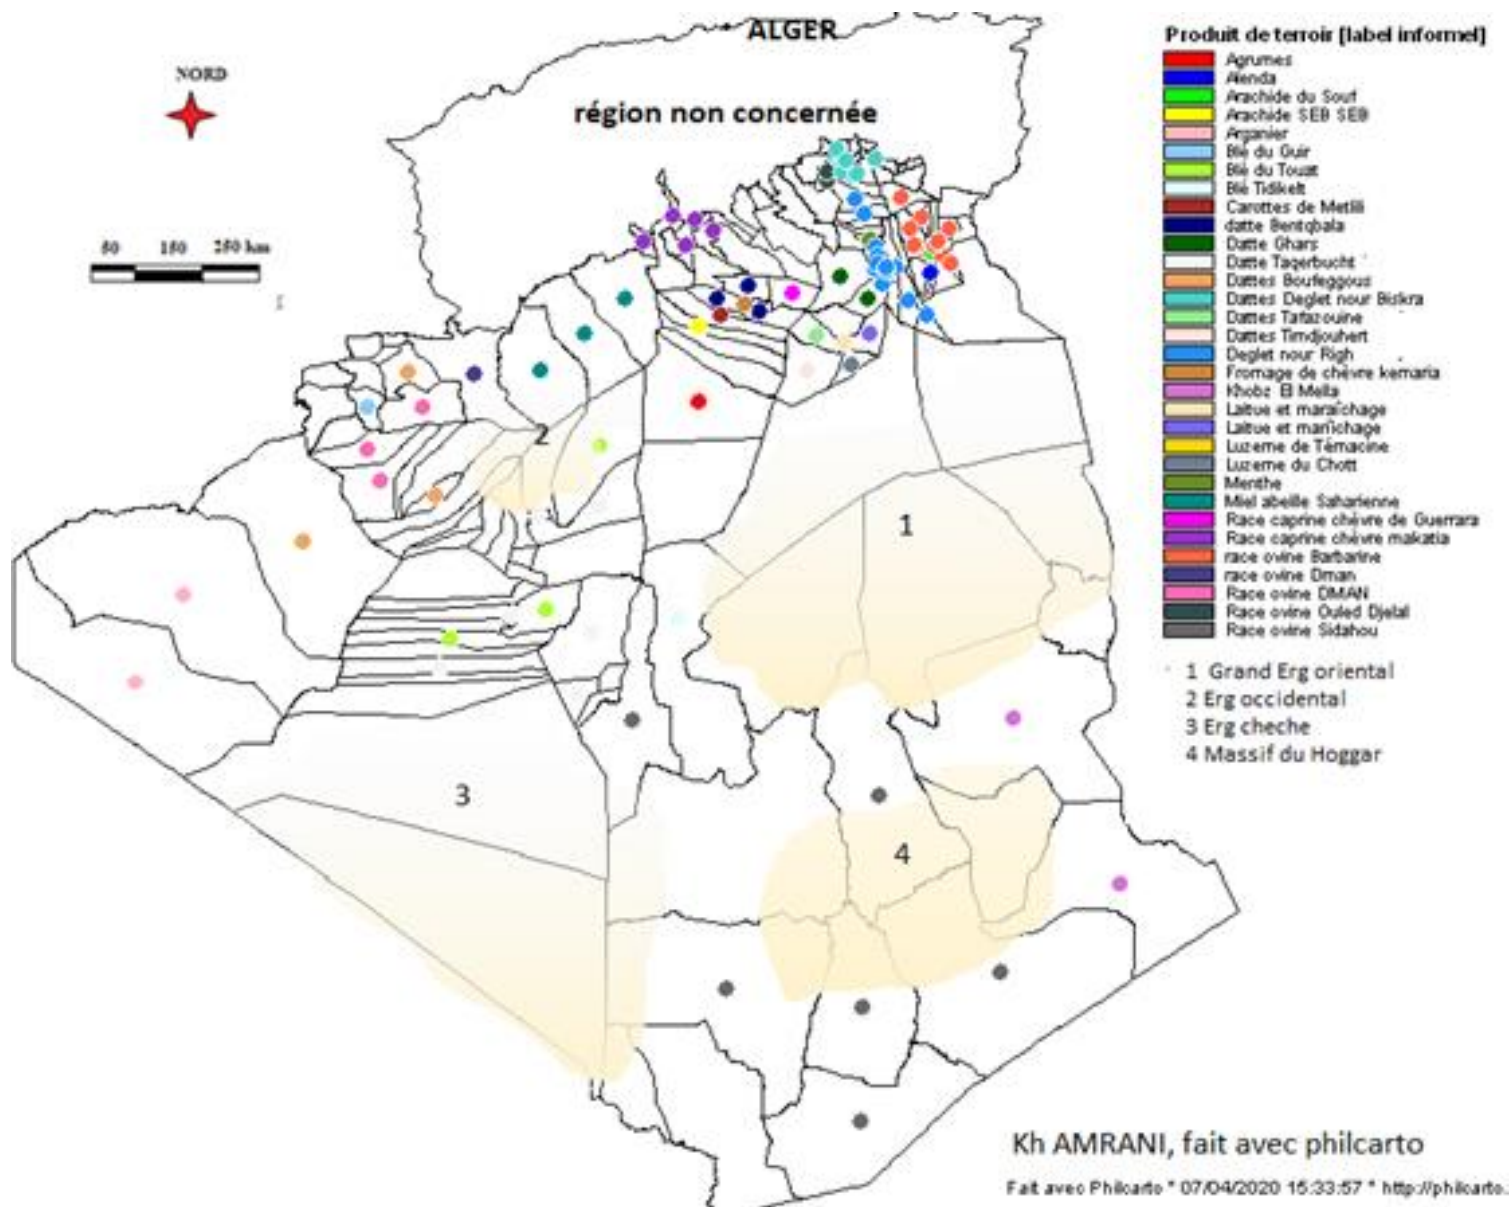 ALGER
NORD
région non concernée
50 150 250 km
Produit de terroir [label informel]
Agrumes
Alenda
Arachide du Souf
Arachide SEB SEB
Arganier
Blé du Guir
Blé du Touat
Blé Tidikelt
Carottes de Metlili
datte Bentqbala
Datte Ghars
Datte Taqerbucht
Dattes Boufeggous
Dattes Deglet nour Biskra
Dattes Tafazouine
Dattes Timdjouhert
Deglet nour Righ
Fromage de chèvre kemaria
Khobz El Mella
Laitue et maraîchage
Laitue et marîchage
Luzerne de Témacine
Luzerne du Chott
Menthe
Miel abeille Saharienne
Race caprine chèvre de Guerrara
Race caprine chèvre makatia
race ovine Barbarine
race ovine Dman
Race ovine DMAN
Race ovine Ouled Djelal
Race ovine Sidahou
1 Grand Erg oriental
2 Erg occidental
3 Erg cheche
4 Massif du Hoggar
2
1
3
4
Kh AMRANI, fait avec philcarto
Fait avec Philcarto * 07/04/2020 15:33:57 * http://philcarto.